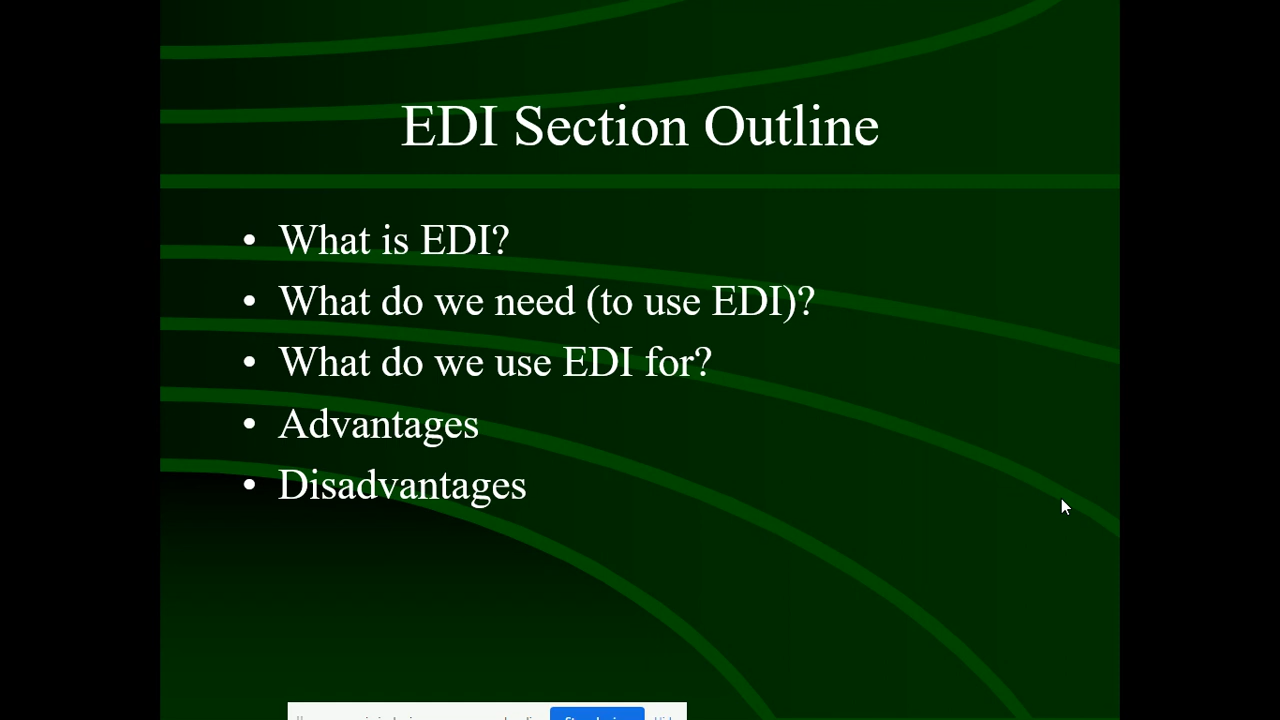 EDI Section Outline
• What is EDI?
• What do we need (to use EDI)?
• What do we use EDI for?
• Advantages
• Disadvantages